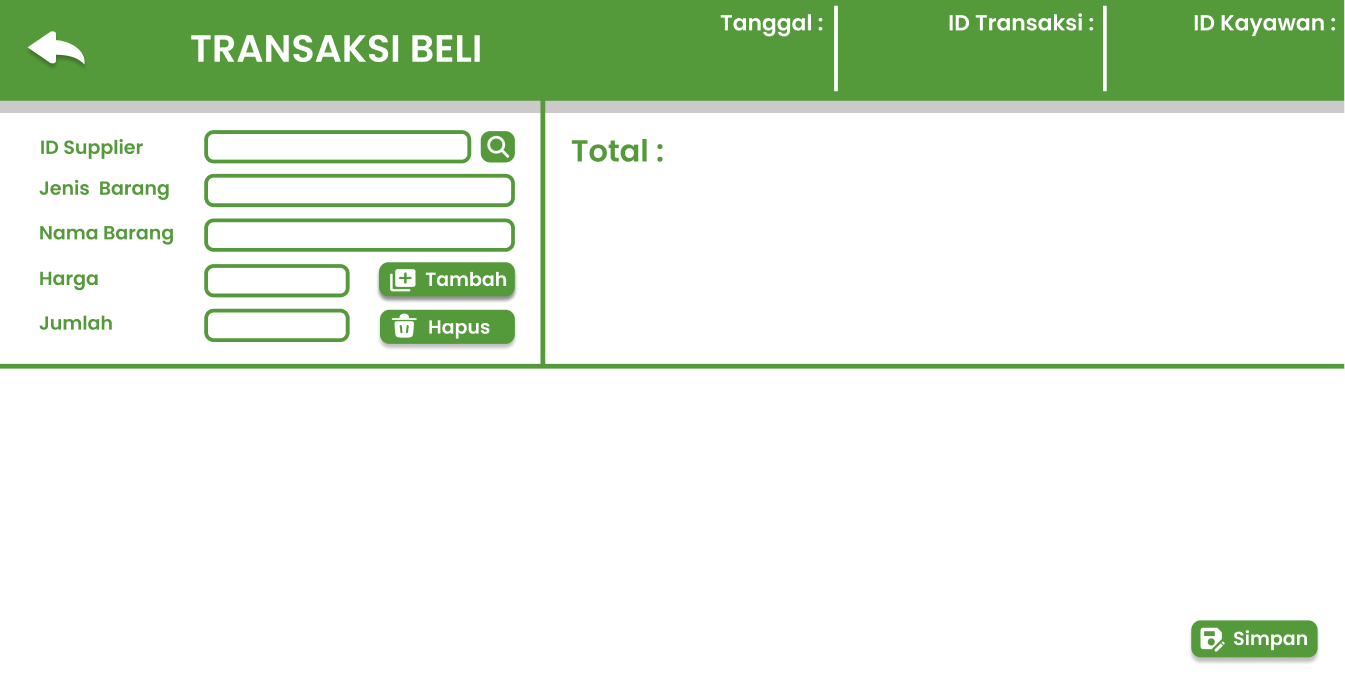 TRANSAKSI BELI
Tanggal :
ID Transaksi :
ID Kayawan :
ID Supplier
Jenis Barang
Nama Barang
Harga
Tambah
Jumlah
Hapus
Total :
Simpan